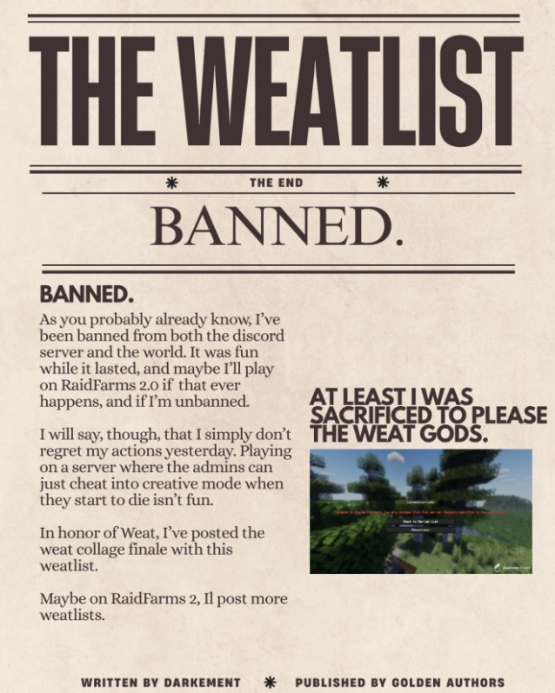 THE WEATLIST
THE END
BANNED.
BANNED.
As you probably already know, I've
been banned from both the discord
server and the world. It was fun
while it lasted, and maybe I'll play
on RaidFarms 2.0 if that ever
happens, and if I'm unbanned.
I will say, though, that I simply don't
regret my actions yesterday. Playing
on a server where the admins can
just cheat into creative mode when
they start to die isn't fun.
In honor of Weat, I've posted the
weat collage finale with this
weatlist.
Maybe on RaidFarms 2, Il post more
weatlists.
AT LEAST I WAS
SACRIFICED TO PLEASE
THE WEAT GODS.
Connection Lost
Back to Server List
WRITTEN BY DARKEMENT
PUBLISHED BY GOLDEN AUTHORS